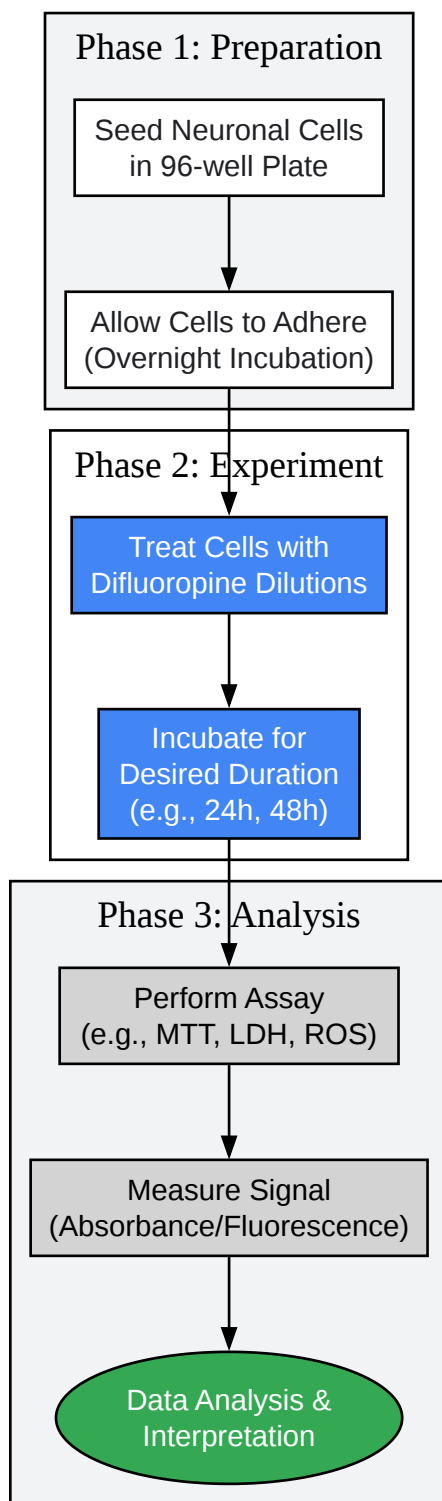 Phase 1: Preparation
Seed Neuronal Cells
in 96-well Plate
Allow Cells to Adhere
(Overnight Incubation)
Phase 2: Experiment
Treat Cells with
Difluoropine Dilutions
Incubate for
Desired Duration
(e.g., 24h, 48h)
Phase 3: Analysis
Perform Assay
(e.g., MTT, LDH, ROS)
Measure Signal
(Absorbance/Fluorescence)
Data Analysis &
Interpretation